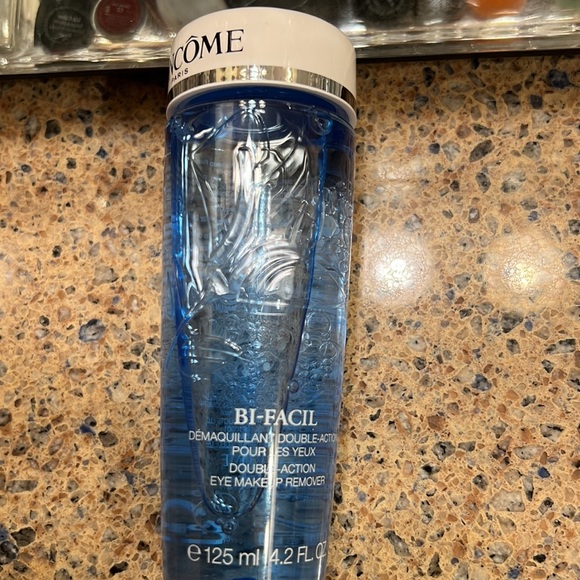 NCÔME
PARIS
BI-FACIL
DÉMAQUILLANT DOUBLE-ACTION
POUR LES YEUX
DOUBLE-ACTION
EYE MAKEUP REMOVER
℮ 125 ml 4.2 FL. OZ